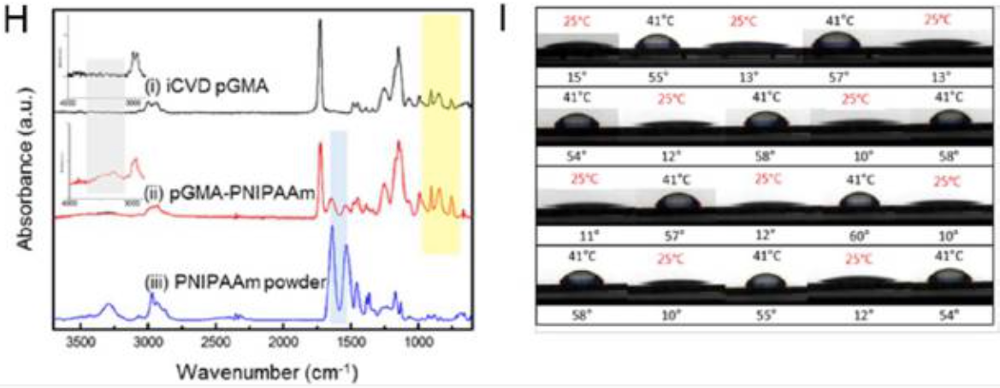 H
(i) iCVD pGMA
4000
3000
(ii) pGMA-PNIPAAm
4000
3000
(iii) PNIPAAm powder
Absorbance (a.u.)
3500 3000 2500 2000 1500 1000
Wavenumber (cm⁻¹)
I
25°C 41°C 25°C 41°C 25°C
15° 55° 13° 57° 13°
41°C 25°C 41°C 25°C 41°C
54° 12° 58° 10° 58°
25°C 41°C 25°C 41°C 25°C
11° 57° 12° 60° 10°
41°C 25°C 41°C 25°C 41°C
58° 10° 55° 12° 54°